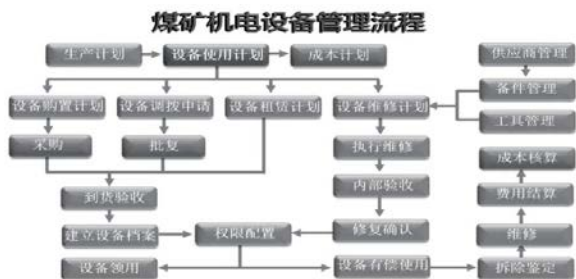 煤矿机电设备管理流程
生产计划
设备使用计划
成本计划
供应商管理
备件管理
工具管理
设备购置计划
设备调拨申请
设备租赁计划
设备维修计划
采购
批复
执行维修
成本核算
内部验收
费用结算
到货验收
建立设备档案
权限配置
修复确认
维修
设备领用
设备有偿使用
拆除鉴定